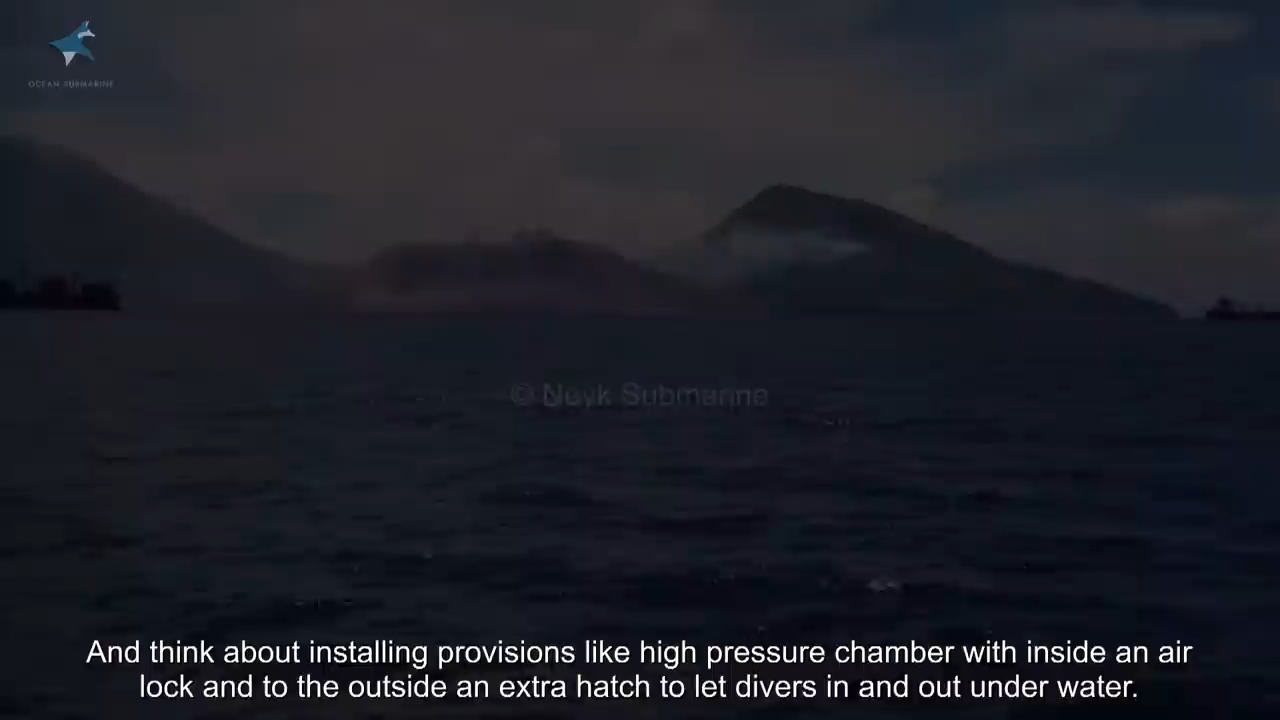 OCEAN SUBMARINE
© Neyk Submarine
And think about installing provisions like high pressure chamber with inside an air
lock and to the outside an extra hatch to let divers in and out under water.